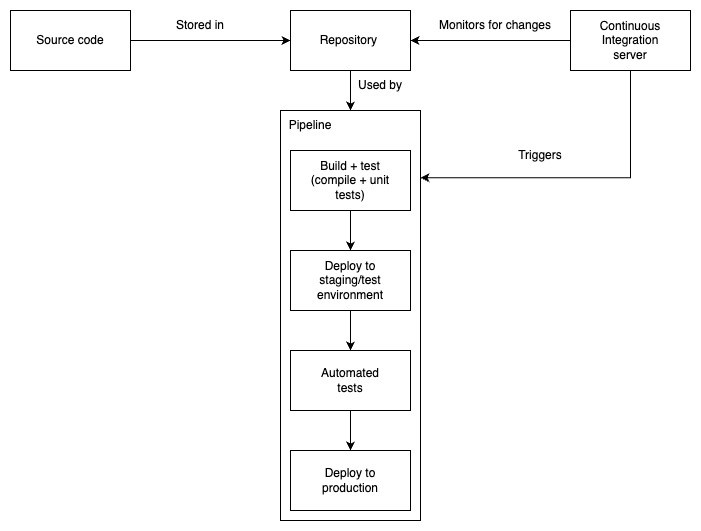 Source code
Stored in
Repository
Monitors for changes
Continuous
Integration
server
Used by
Pipeline
Triggers
Build + test
(compile + unit
tests)
Deploy to
staging/test
environment
Automated
tests
Deploy to
production